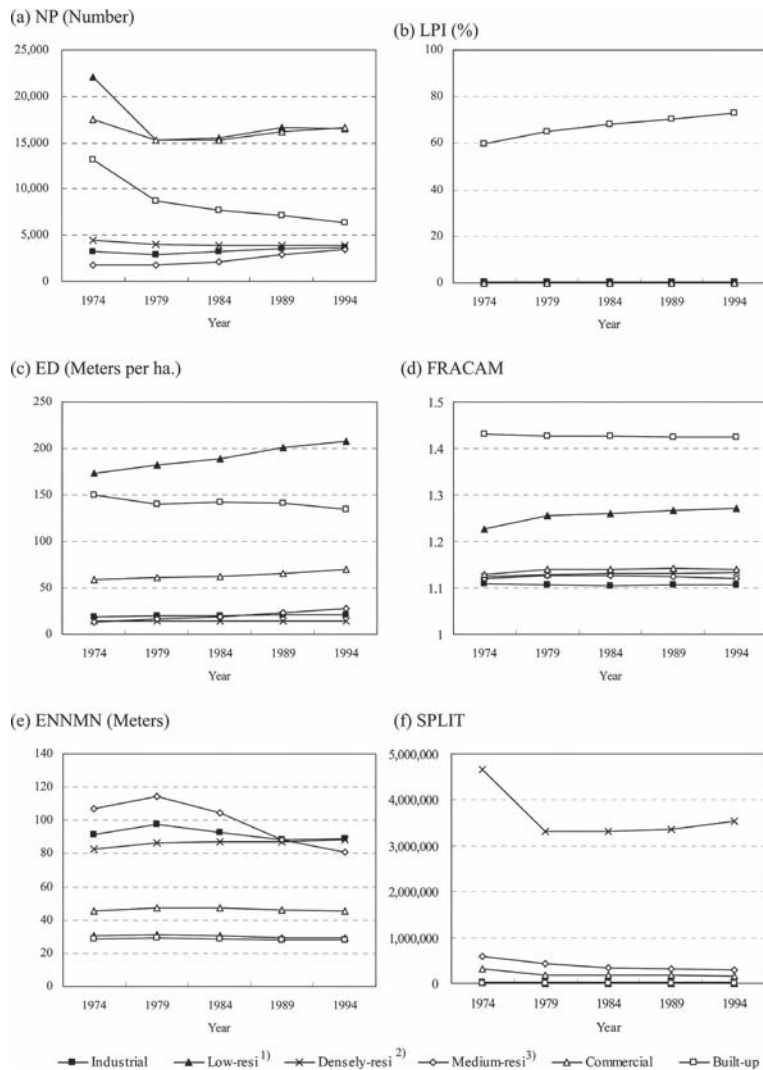 (a) NP (Number)
25,000
20,000
15,000
10,000
5,000
0
1974 1979 1984 1989 1994
Year
(b) LPI (%)
100
80
60
40
20
0
1974 1979 1984 1989 1994
Year
(c) ED (Meters per ha.)
250
200
150
100
50
0
1974 1979 1984 1989 1994
Year
(d) FRACAM
1.5
1.4
1.3
1.2
1.1
1
1974 1979 1984 1989 1994
Year
(e) ENNMN (Meters)
140
120
100
80
60
40
20
0
1974 1979 1984 1989 1994
Year
(f) SPLIT
5,000,000
4,000,000
3,000,000
2,000,000
1,000,000
0
1974 1979 1984 1989 1994
Year
Industrial Low-resi 1) Densely-resi 2) Medium-resi 3) Commercial Built-up